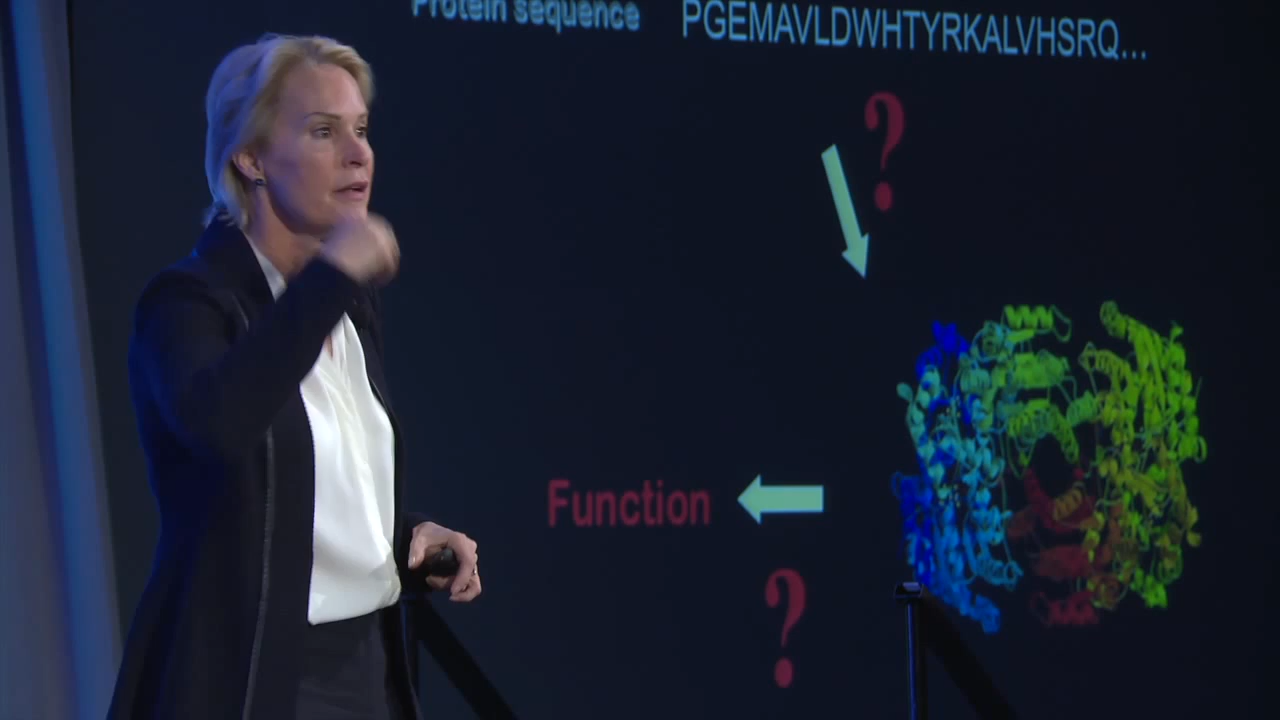 Protein sequence
PGEMAVLDWHTYRKALVHSRQ...
?
Function
?